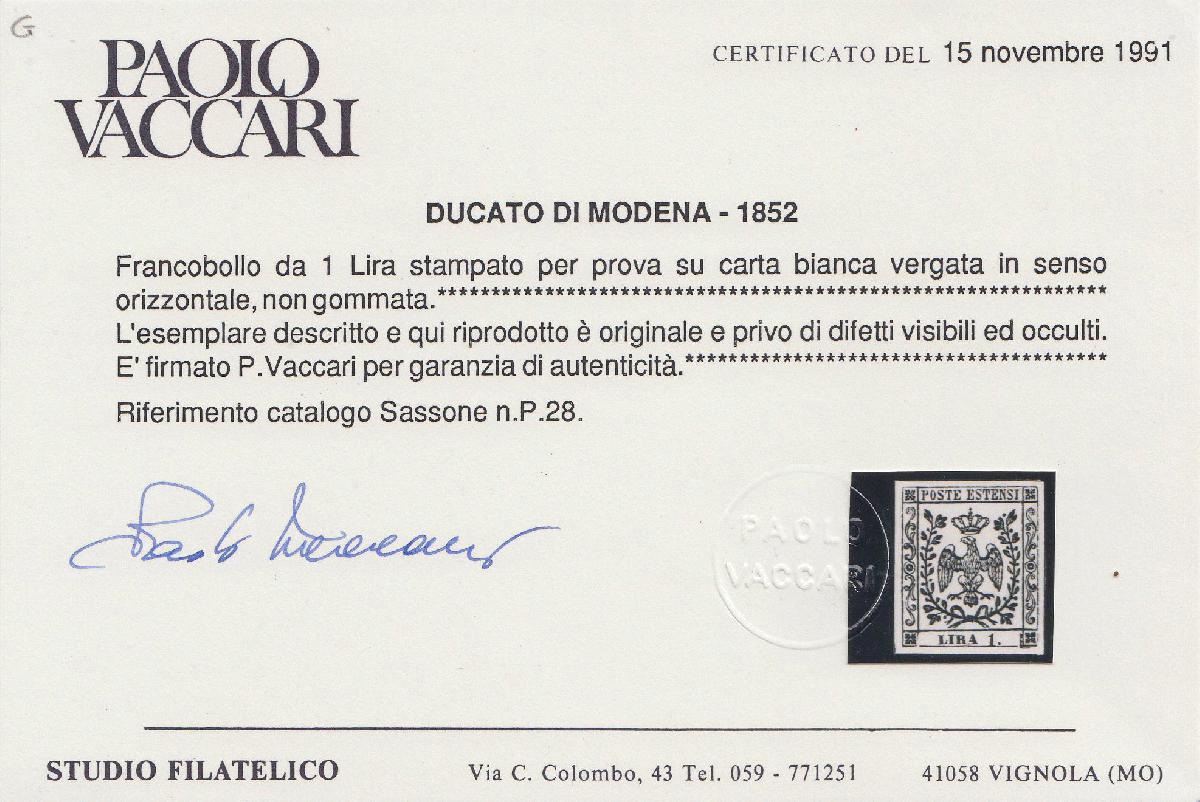 G
PAOLO
VACCARI
CERTIFICATO DEL 15 novembre 1991
DUCATO DI MODENA - 1852
Francobollo da 1 Lira stampato per prova su carta bianca vergata in senso
orizzontale, non gommata.**************************************************************
L'esemplare descritto e qui riprodotto è originale e privo di difetti visibili ed occulti.
E' firmato P.Vaccari per garanzia di autenticità.***************************************
Riferimento catalogo Sassone n.P.28.
Paolo Vaccari
PAOLO
VACCARI
POSTE ESTENSI
LIRA 1.
STUDIO FILATELICO
Via C. Colombo, 43 Tel. 059 - 771251
41058 VIGNOLA (MO)